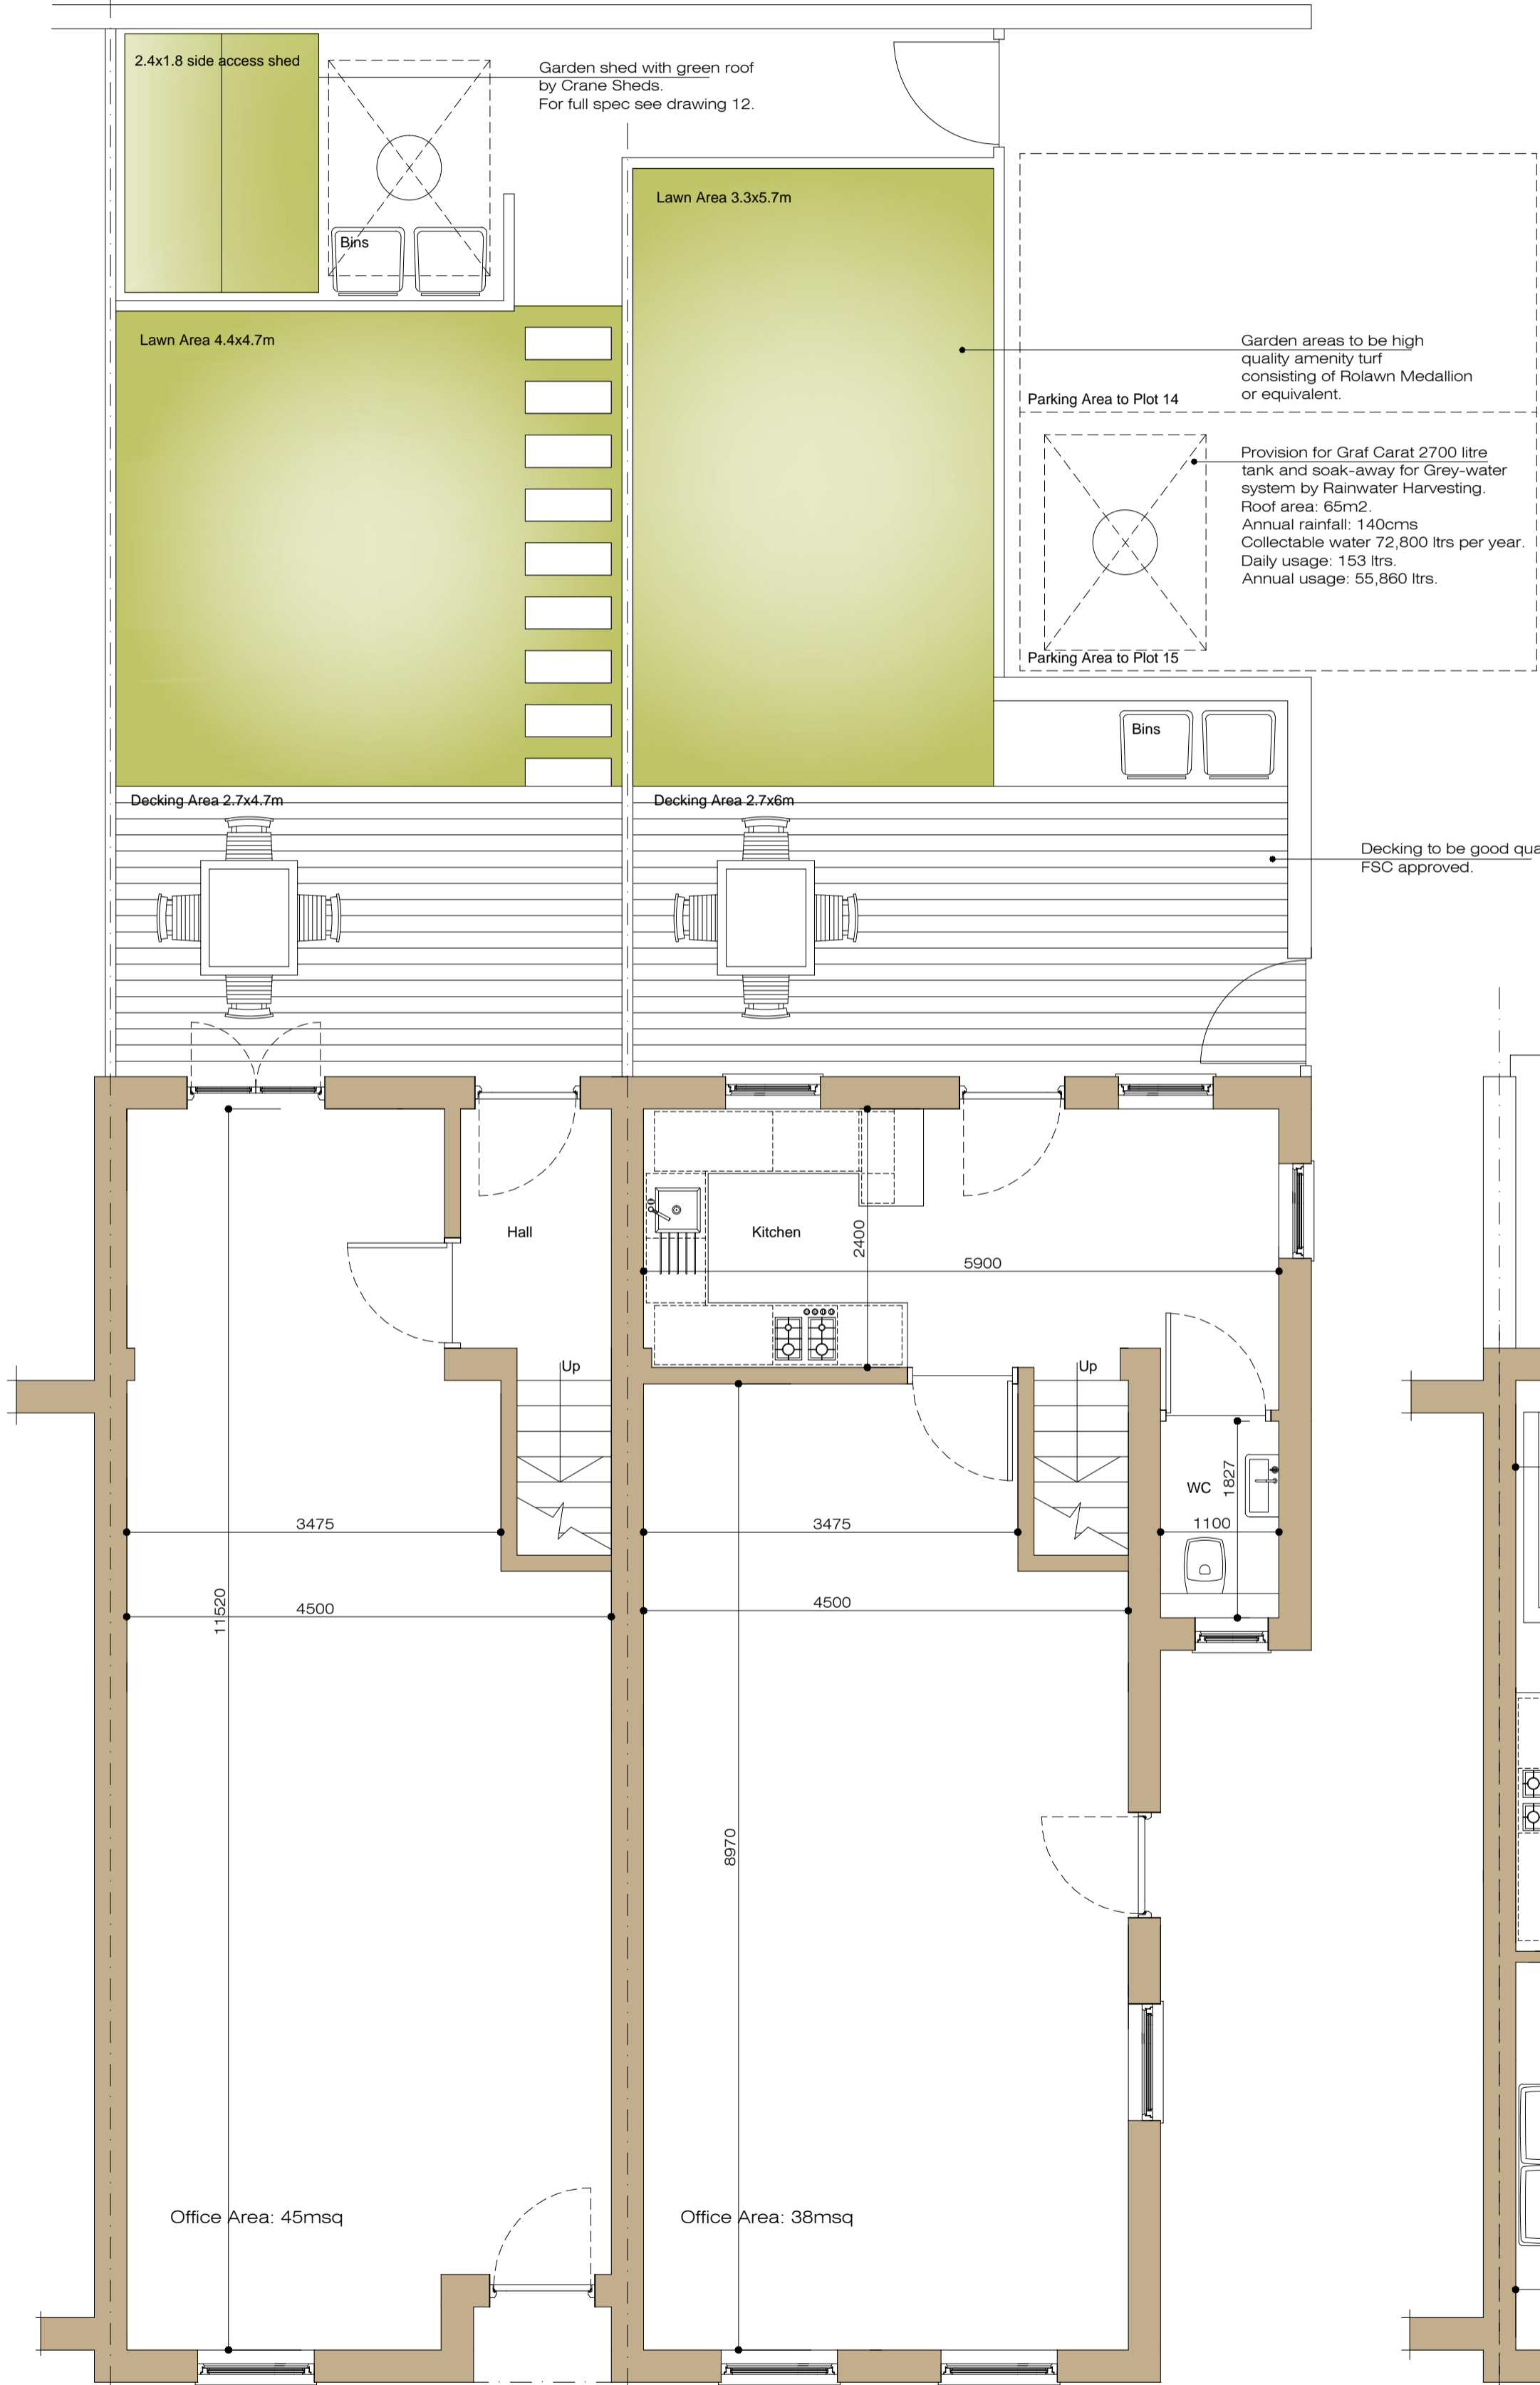 2.4x1.8 side access shed
Garden shed with green roof
by Crane Sheds.
For full spec see drawing 12.
Bins
Lawn Area 3.3x5.7m
Lawn Area 4.4x4.7m
Garden areas to be high
quality amenity turf
consisting of Rolawn Medallion
or equivalent.
Parking Area to Plot 14
Provision for Graf Carat 2700 litre
tank and soak-away for Grey-water
system by Rainwater Harvesting.
Roof area: 65m2.
Annual rainfall: 140cms
Collectable water 72,800 ltrs per year.
Daily usage: 153 ltrs.
Annual usage: 55,860 ltrs.
Parking Area to Plot 15
Bins
Decking Area 2.7x4.7m
Decking Area 2.7x6m
Decking to be good
FSC approved.
Hall
Kitchen
2400
5900
Up
Up
WC
1827
1100
3475
3475
4500
4500
11520
8970
Office Area: 45msq
Office Area: 38msq